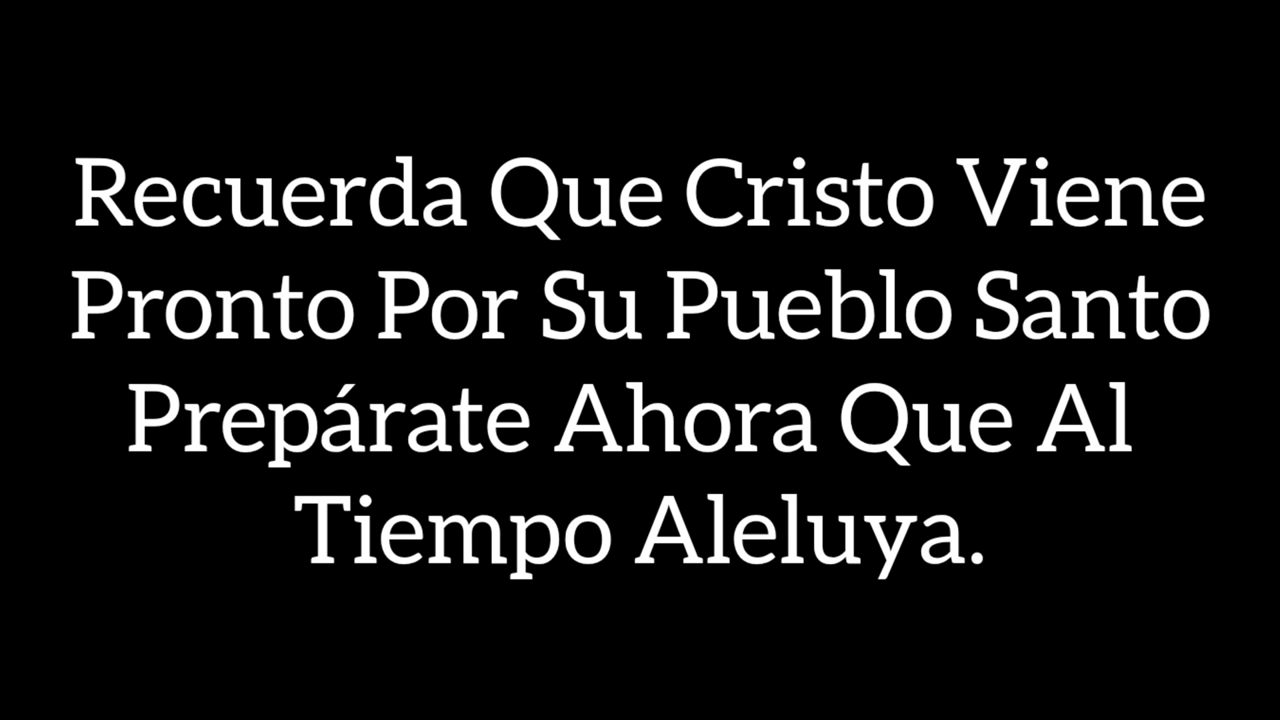 Recuerda Que Cristo Viene
Pronto Por Su Pueblo Santo
Prepárate Ahora Que Al
Tiempo Aleluya.